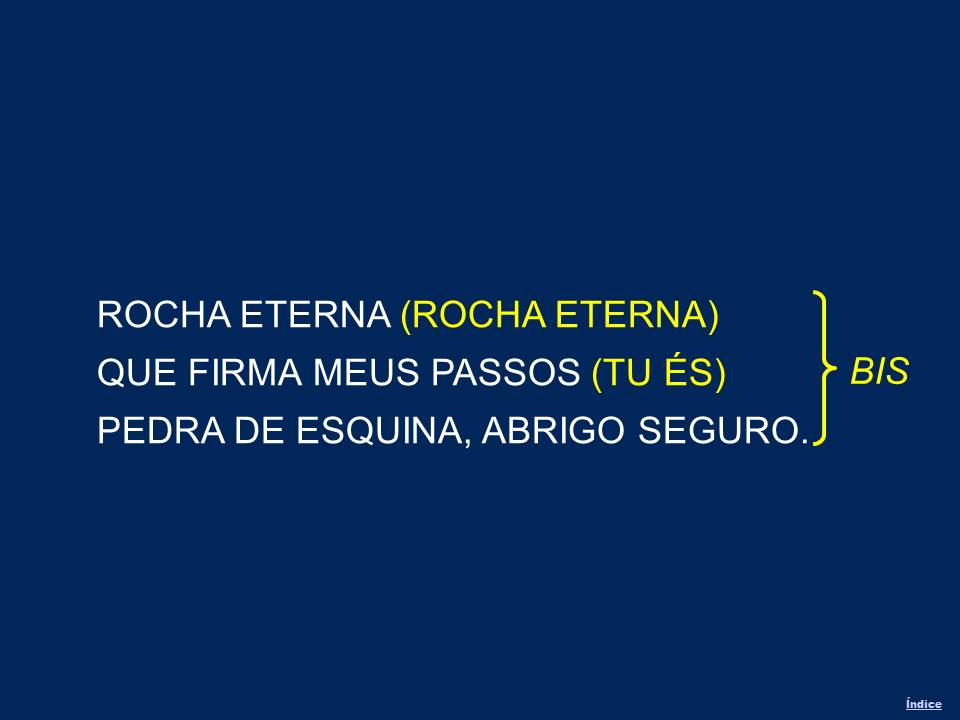 ROCHA ETERNA (ROCHA ETERNA)
QUE FIRMA MEUS PASSOS (TU ÉS)
PEDRA DE ESQUINA, ABRIGO SEGURO.
BIS
Índice